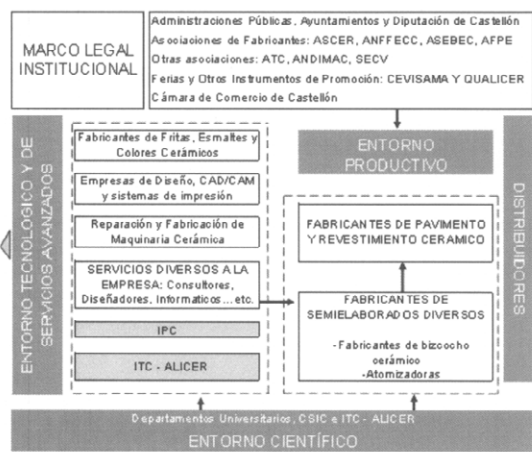 MARCO LEGAL
INSTITUCIONAL
Administraciones Públicas, Ayuntamientos y Diputación de Castellón
Asociaciones de Fabricantes: ASCER, ANFFECC, ASEBEC, AFPE
Otras asociaciones: ATC, ANDIMAC, SECV
Ferias y Otros Instrumentos de Promoción: CEVISAMA Y QUALICER
Cámara de Comercio de Castellón
ENTORNO TECNOLOGICO Y DE
SERVICIOS AVANZADOS
Fabricantes de Fritas, Esmaltes y
Colores Cerámicos
Empresas de Diseño, CAD/CAM
y sistemas de impresión
Reparación y Fabricación de
Maquinaria Cerámica
SERVICIOS DIVERSOS A LA
EMPRESA: Consultores,
Diseñadores, Informaticos...etc.
IPC
ITC - ALICER
ENTORNO
PRODUCTIVO
FABRICANTES DE PAVIMENTO
Y REVESTIMIENTO CERAMICO
FABRICANTES DE
SEMIELABORADOS DIVERSOS
-Fabricantes de bizcocho
cerámico
-Atomizadoras
DISTRIBUIDORES
Departamentos Universitarios, CSIC e ITC - ALICER
ENTORNO CIENTÍFICO